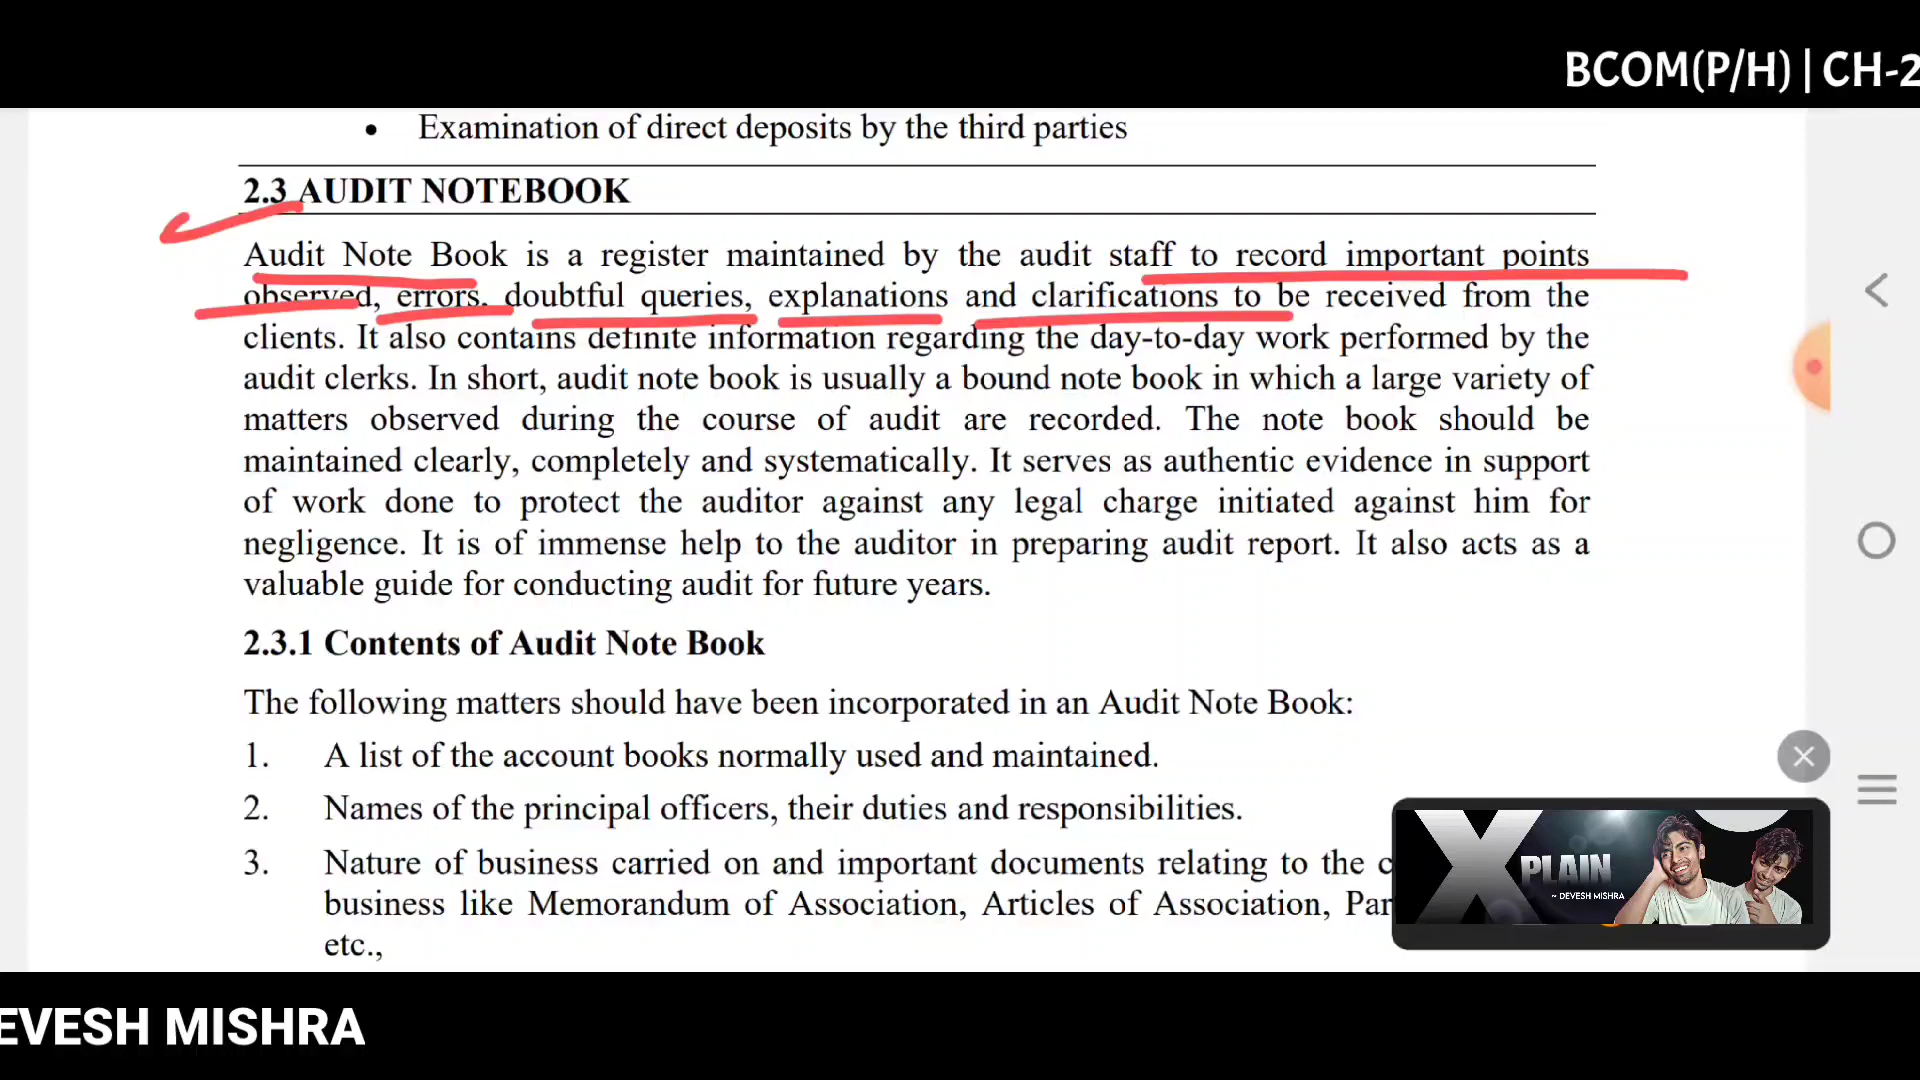 BCOM(P/H) | CH-2
• Examination of direct deposits by the third parties
2.3 AUDIT NOTEBOOK
Audit Note Book is a register maintained by the audit staff to record important points
observed, errors, doubtful queries, explanations and clarifications to be received from the
clients. It also contains definite information regarding the day-to-day work performed by the
audit clerks. In short, audit note book is usually a bound note book in which a large variety of
matters observed during the course of audit are recorded. The note book should be
maintained clearly, completely and systematically. It serves as authentic evidence in support
of work done to protect the auditor against any legal charge initiated against him for
negligence. It is of immense help to the auditor in preparing audit report. It also acts as a
valuable guide for conducting audit for future years.
2.3.1 Contents of Audit Note Book
The following matters should have been incorporated in an Audit Note Book:
1. A list of the account books normally used and maintained.
2. Names of the principal officers, their duties and responsibilities.
3. Nature of business carried on and important documents relating to the c
business like Memorandum of Association, Articles of Association, Par
etc.,
XPLAIN
~ DEVESH MISHRA
EVESH MISHRA